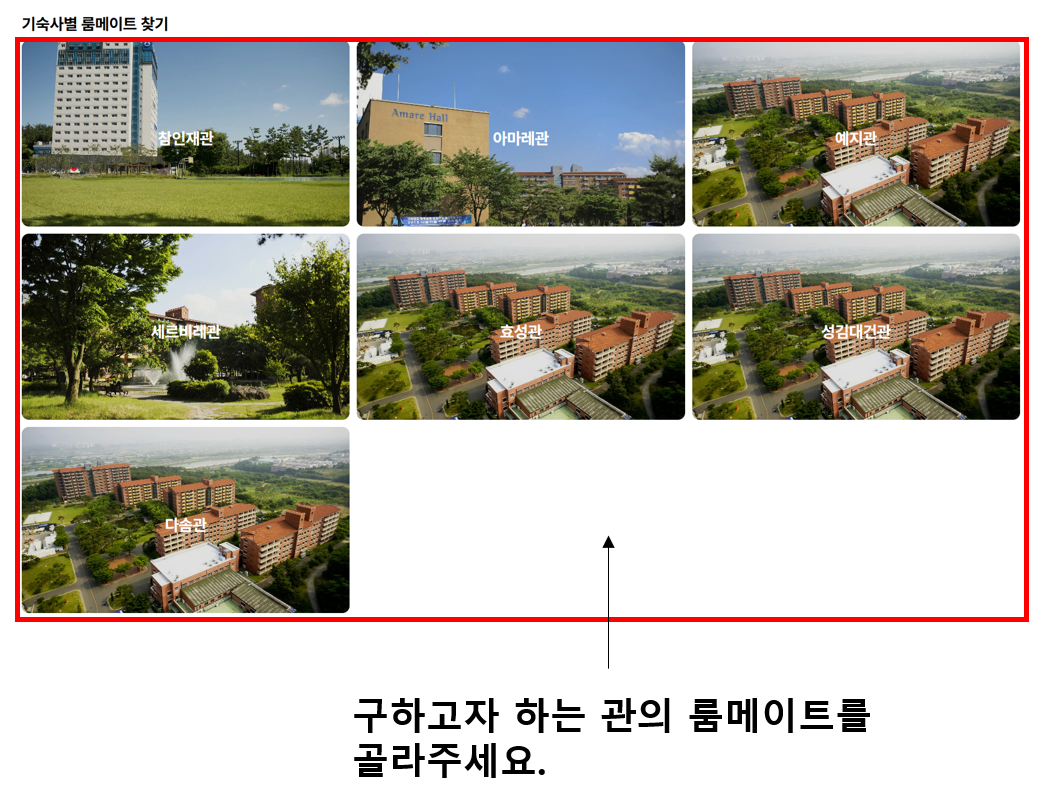 기숙사별 룸메이트 찾기
참인재관
Amare Hall
아마레관
예지관
세르비레관
효성관
성김대건관
다솜관
구하고자 하는 관의 룸메이트를
골라주세요.